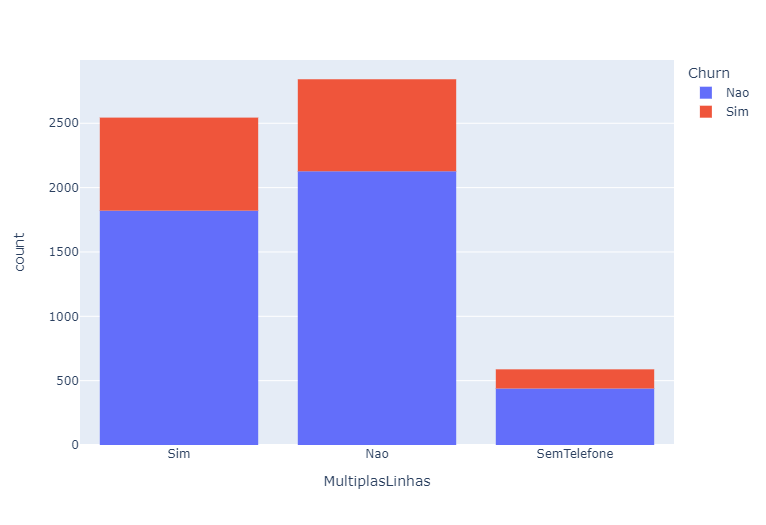 Churn
Nao
Sim
2500
2000
1500
1000
500
0
count
Sim
Nao
SemTelefone
MultiplasLinhas